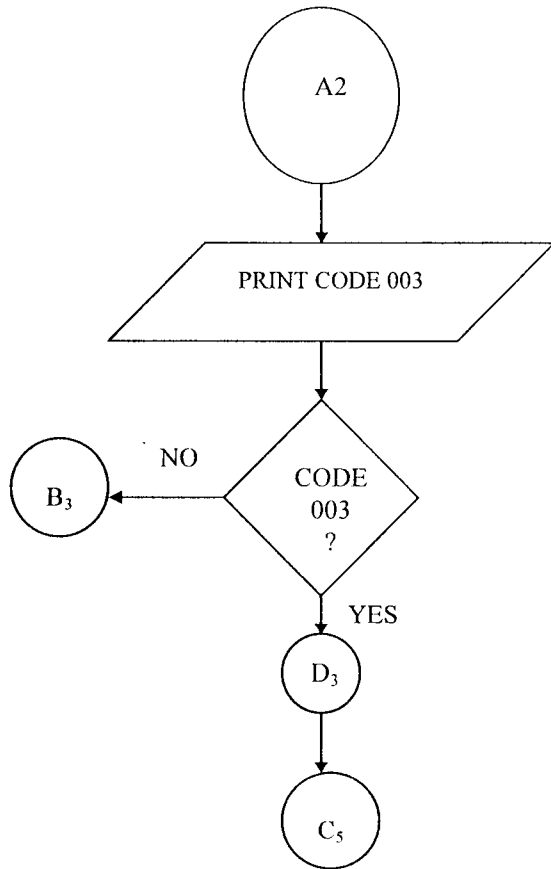 A2
PRINT CODE 003
NO
CODE
003
?
B₃
YES
D₃
C₅